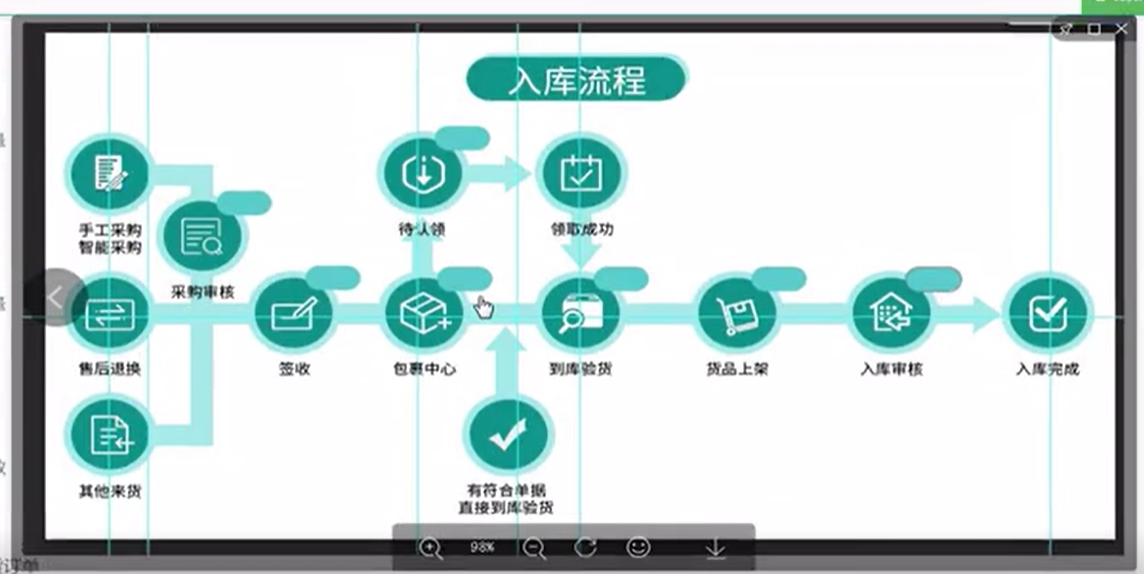 入库流程
手工采购
智能采购
采购审核
待认领
领取成功
售后退换
签收
包裹中心
到库验货
货品上架
入库审核
入库完成
其他来货
有符合单据
直接到库验货
98%
订单